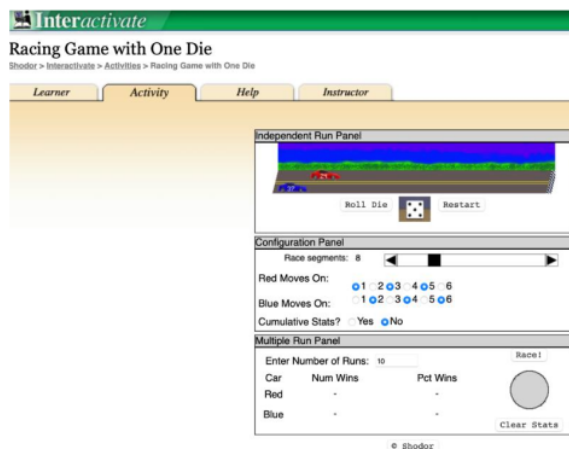 Interactivate
Racing Game with One Die
Shodor > Interactivate > Activities > Racing Game with One Die
Learner Activity Help Instructor
Independent Run Panel
Roll Die Restart
Configuration Panel
Race segments: 8
Red Moves On: 1 2 3 4 5 6
Blue Moves On: 1 2 3 4 5 6
Cumulative Stats? Yes No
Multiple Run Panel
Enter Number of Runs: 10 Race!
Car Num Wins Pct Wins
Red - -
Blue - -
Clear Stats
© Shodor